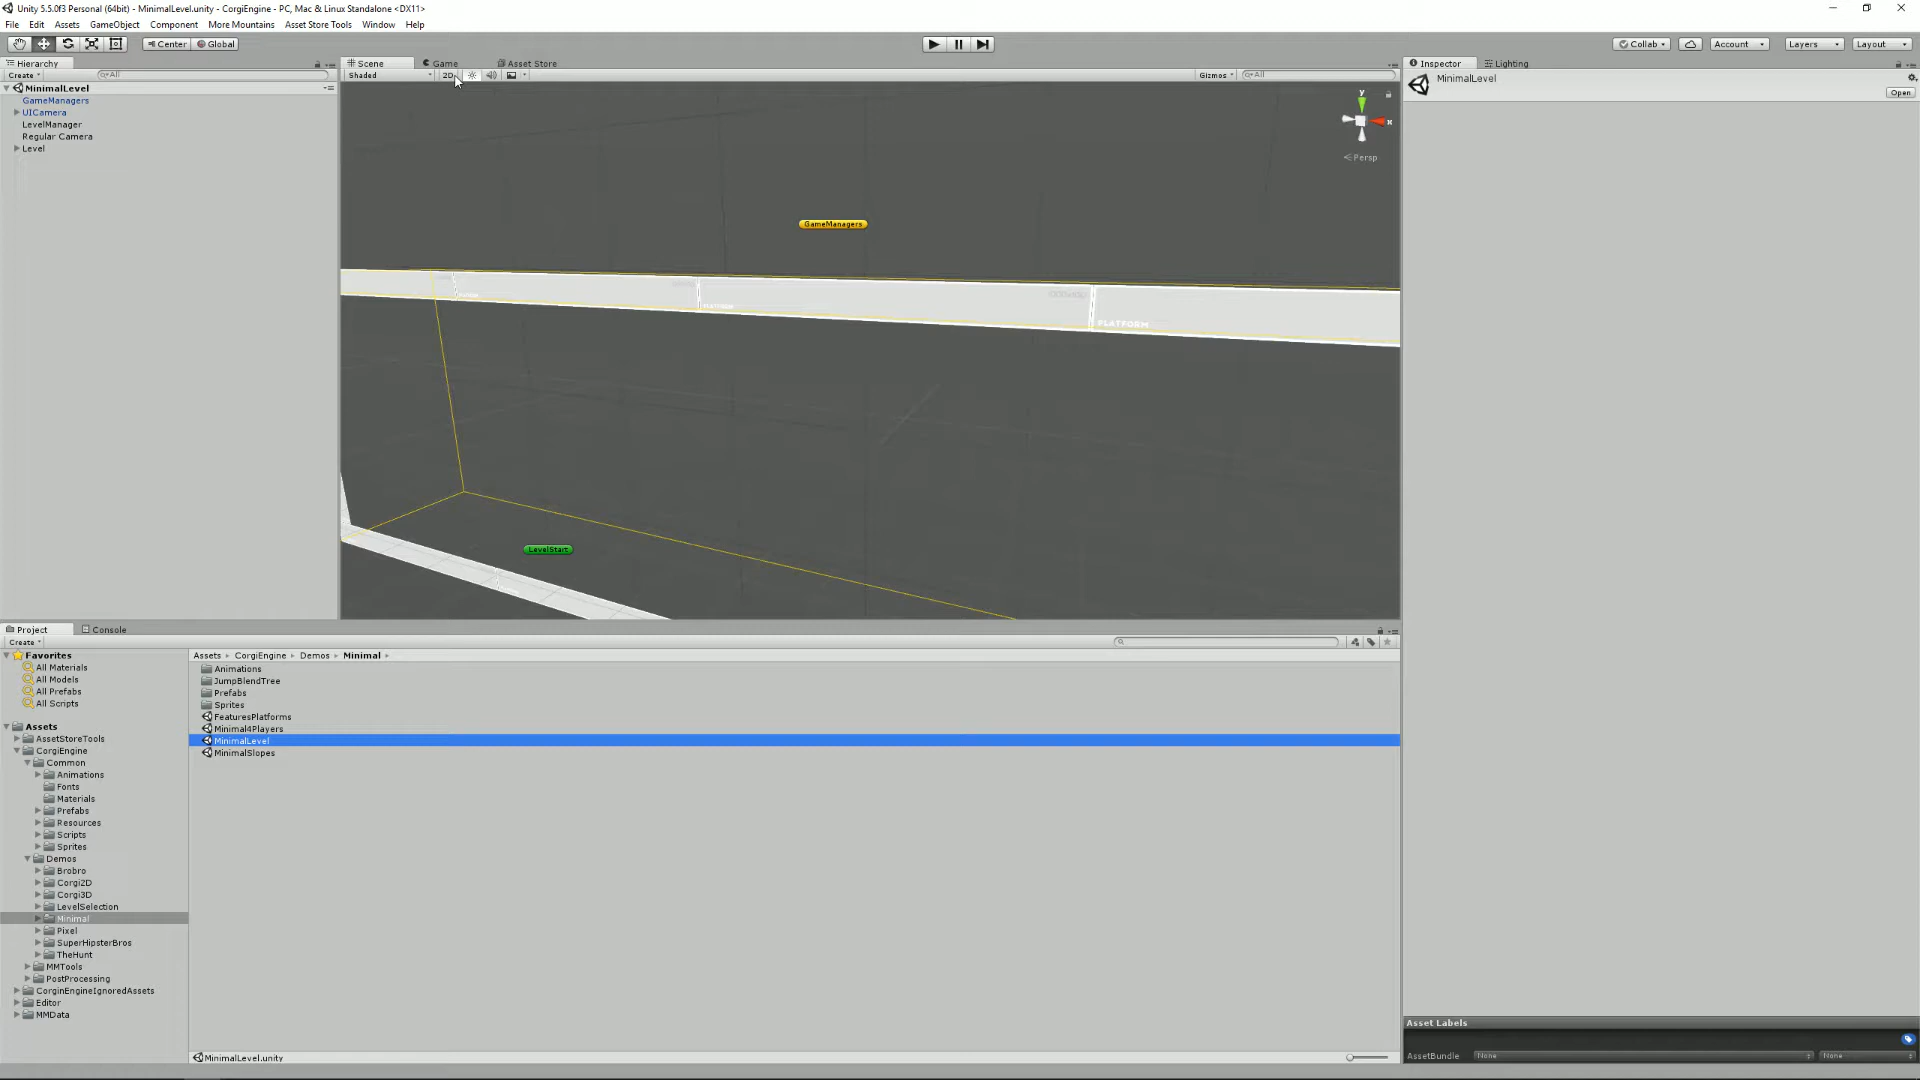 Unity 5.5.0f3 Personal (64bit) - MinimalLevel.unity - CorgiEngine - PC, Mac & Linux Standalone <DX11>
File Edit Assets GameObject Component More Mountains Asset Store Tools Window Help
Center Global
Collab Account Layers Layout
Hierarchy
Create All
MinimalLevel
GameManagers
UICamera
LevelManager
Regular Camera
Level
Scene Game Asset Store
Shaded 2D Gizmos All
y
x
Persp
GameManagers
PLATFORM
PLATFORM
LevelStart
Inspector Lighting
MinimalLevel
Open
Project Console
Create
Favorites
All Materials
All Models
All Prefabs
All Scripts
Assets
AssetStoreTools
CorgiEngine
Common
Animations
Fonts
Materials
Prefabs
Resources
Scripts
Sprites
Demos
Brobro
Corgi2D
Corgi3D
LevelSelection
Minimal
Pixel
SuperHipsterBros
TheHunt
MMTools
PostProcessing
CorginEngineIgnoredAssets
Editor
MMData
Assets CorgiEngine Demos Minimal
Animations
JumpBlendTree
Prefabs
Sprites
FeaturesPlatforms
Minimal4Players
MinimalLevel
MinimalSlopes
MinimalLevel.unity
Asset Labels
AssetBundle None None